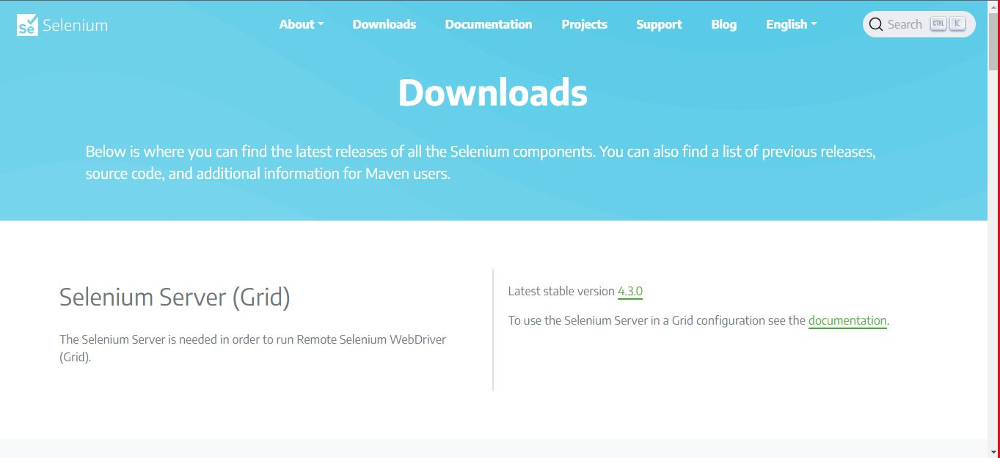 Se Selenium
About Downloads Documentation Projects Support Blog English Search CTRL K
Downloads
Below is where you can find the latest releases of all the Selenium components. You can also find a list of previous releases,
source code, and additional information for Maven users.
Selenium Server (Grid)
The Selenium Server is needed in order to run Remote Selenium WebDriver
(Grid).
Latest stable version 4.3.0
To use the Selenium Server in a Grid configuration see the documentation.